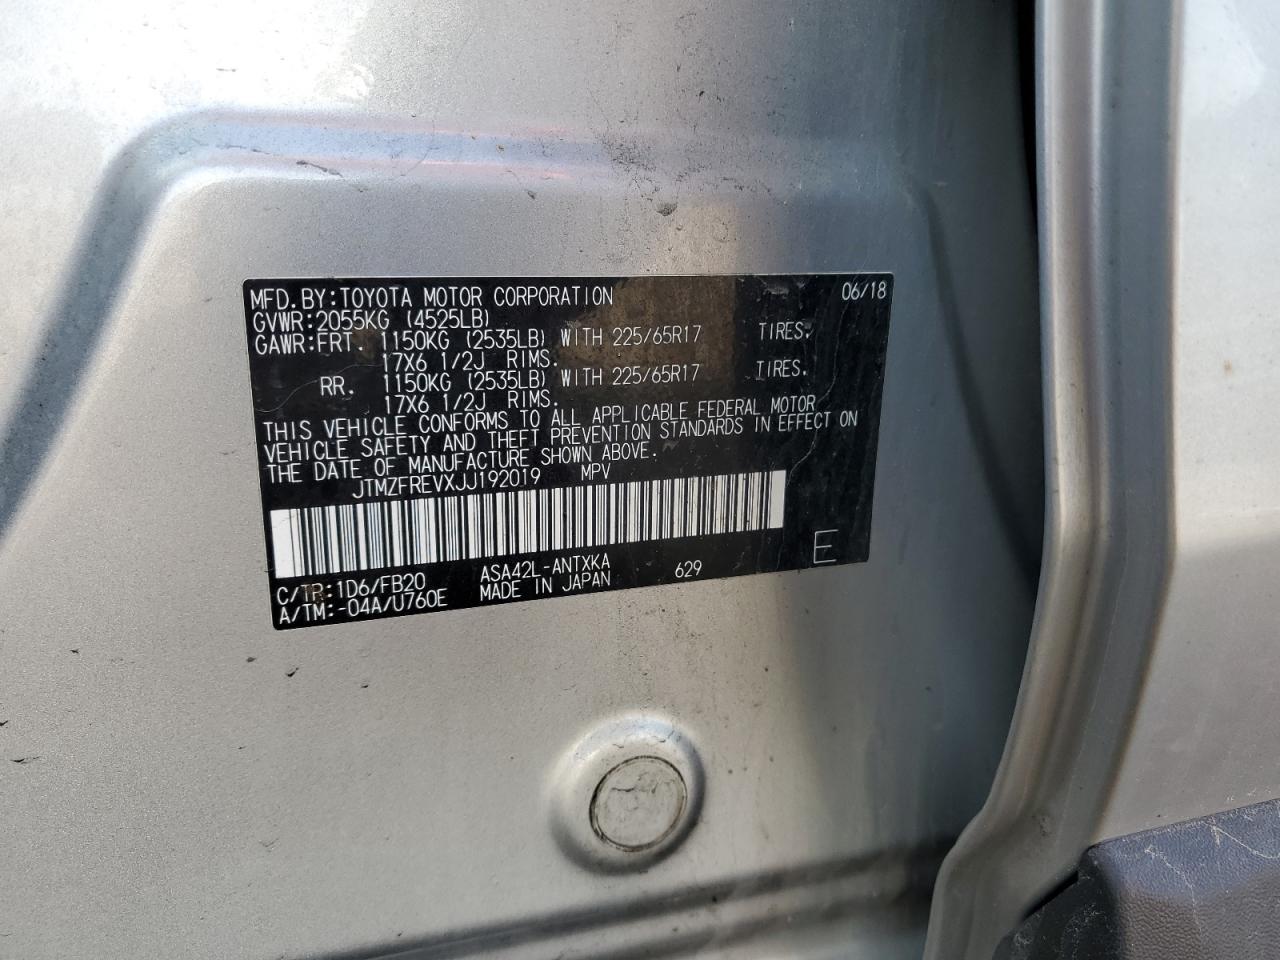 MFD.BY:TOYOTA MOTOR CORPORATION 06/18
GVWR:2055KG (4525LB)
GAWR:FRT. 1150KG (2535LB) WITH 225/65R17 TIRES.
17X6 1/2J RIMS.
RR. 1150KG (2535LB) WITH 225/65R17 TIRES.
17X6 1/2J RIMS.
THIS VEHICLE CONFORMS TO ALL APPLICABLE FEDERAL MOTOR
VEHICLE SAFETY AND THEFT PREVENTION STANDARDS IN EFFECT ON
THE DATE OF MANUFACTURE SHOWN ABOVE.
JTMZFREVXJJ192019 MPV
E
C/TR:1D6/FB20 ASA42L-ANTXKA 629
A/TM:-04A/U760E MADE IN JAPAN